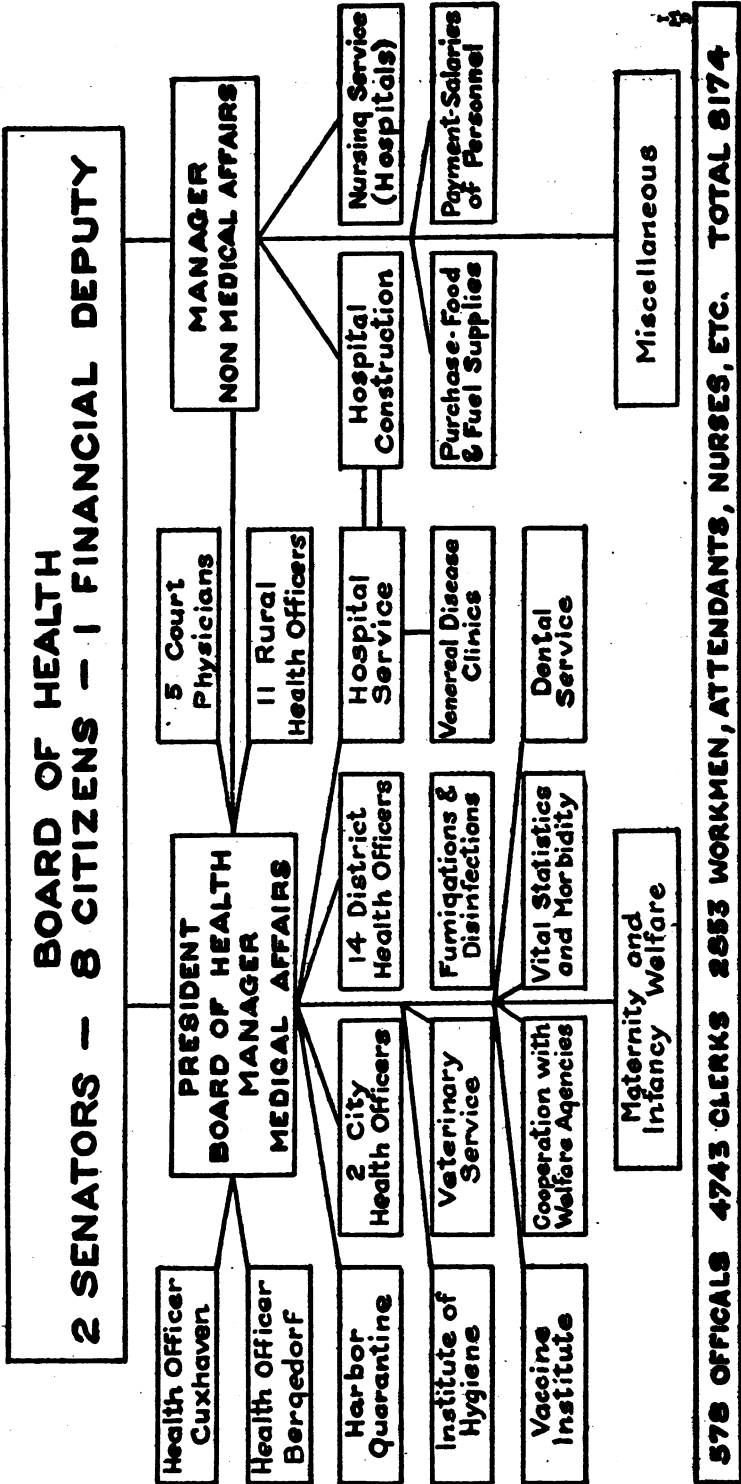 BOARD OF HEALTH
2 SENATORS — 8 CITIZENS — 1 FINANCIAL DEPUTY
Health Officer
Cuxhaven
Health Officer
Bergedorf
PRESIDENT
BOARD OF HEALTH
MANAGER
MEDICAL AFFAIRS
5 Court
Physicians
11 Rural
Health Officers
MANAGER
NON MEDICAL AFFAIRS
Harbor
Quarantine
2 City
Health Officers
14 District
Health Officers
Hospital
Service
Hospital
Construction
Nursing Service
(Hospitals)
Institute of
Hygiene
Veterinary
Service
Fumigations &
Disinfections
Venereal Disease
Clinics
Purchase-Food
& Fuel Supplies
Payment-Salaries
of Personnel
Vaccine
Institute
Cooperation with
Welfare Agencies
Vital Statistics
and Morbidity
Dental
Service
Maternity and
Infancy Welfare
Miscellaneous
578 OFFICALS 4743 CLERKS 2853 WORKMEN, ATTENDANTS, NURSES, ETC. TOTAL 8174